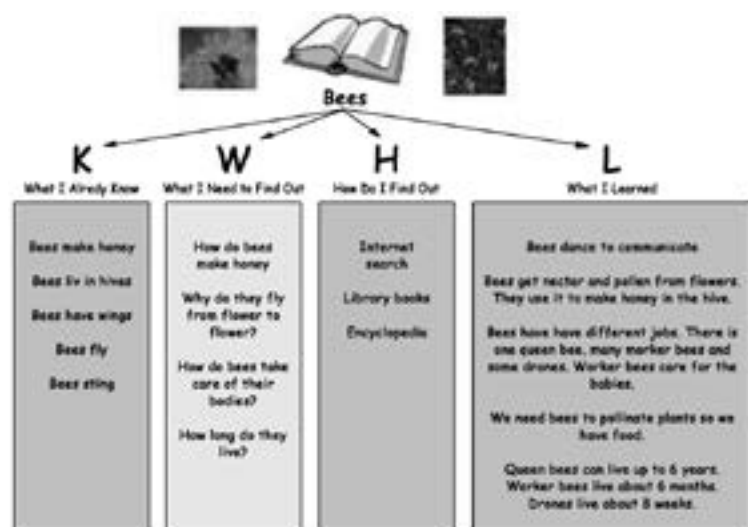 Bees
K
What I Alredy Know
Bees make honey
Bees liv in hives
Bees have wings
Bees fly
Bees sting
W
What I Need to Find Out
How do bees
make honey
Why do they fly
from flower to
flower?
How do bees take
care of their
bodies?
How long do they
live?
H
How Do I Find Out
Internet
search
Library books
Encyclopedia
L
What I Learned
Bees dance to communicate
Bees get nectar and pollen from flowers.
They use it to make honey in the hive.
Bees have have different jobs. There is
one queen bee, many worker bees and
some drones. Worker bees care for the
babies.
We need bees to pollinate plants so we
have food.
Queen bees can live up to 6 years.
Worker bees live about 6 months.
Drones live about 8 weeks.